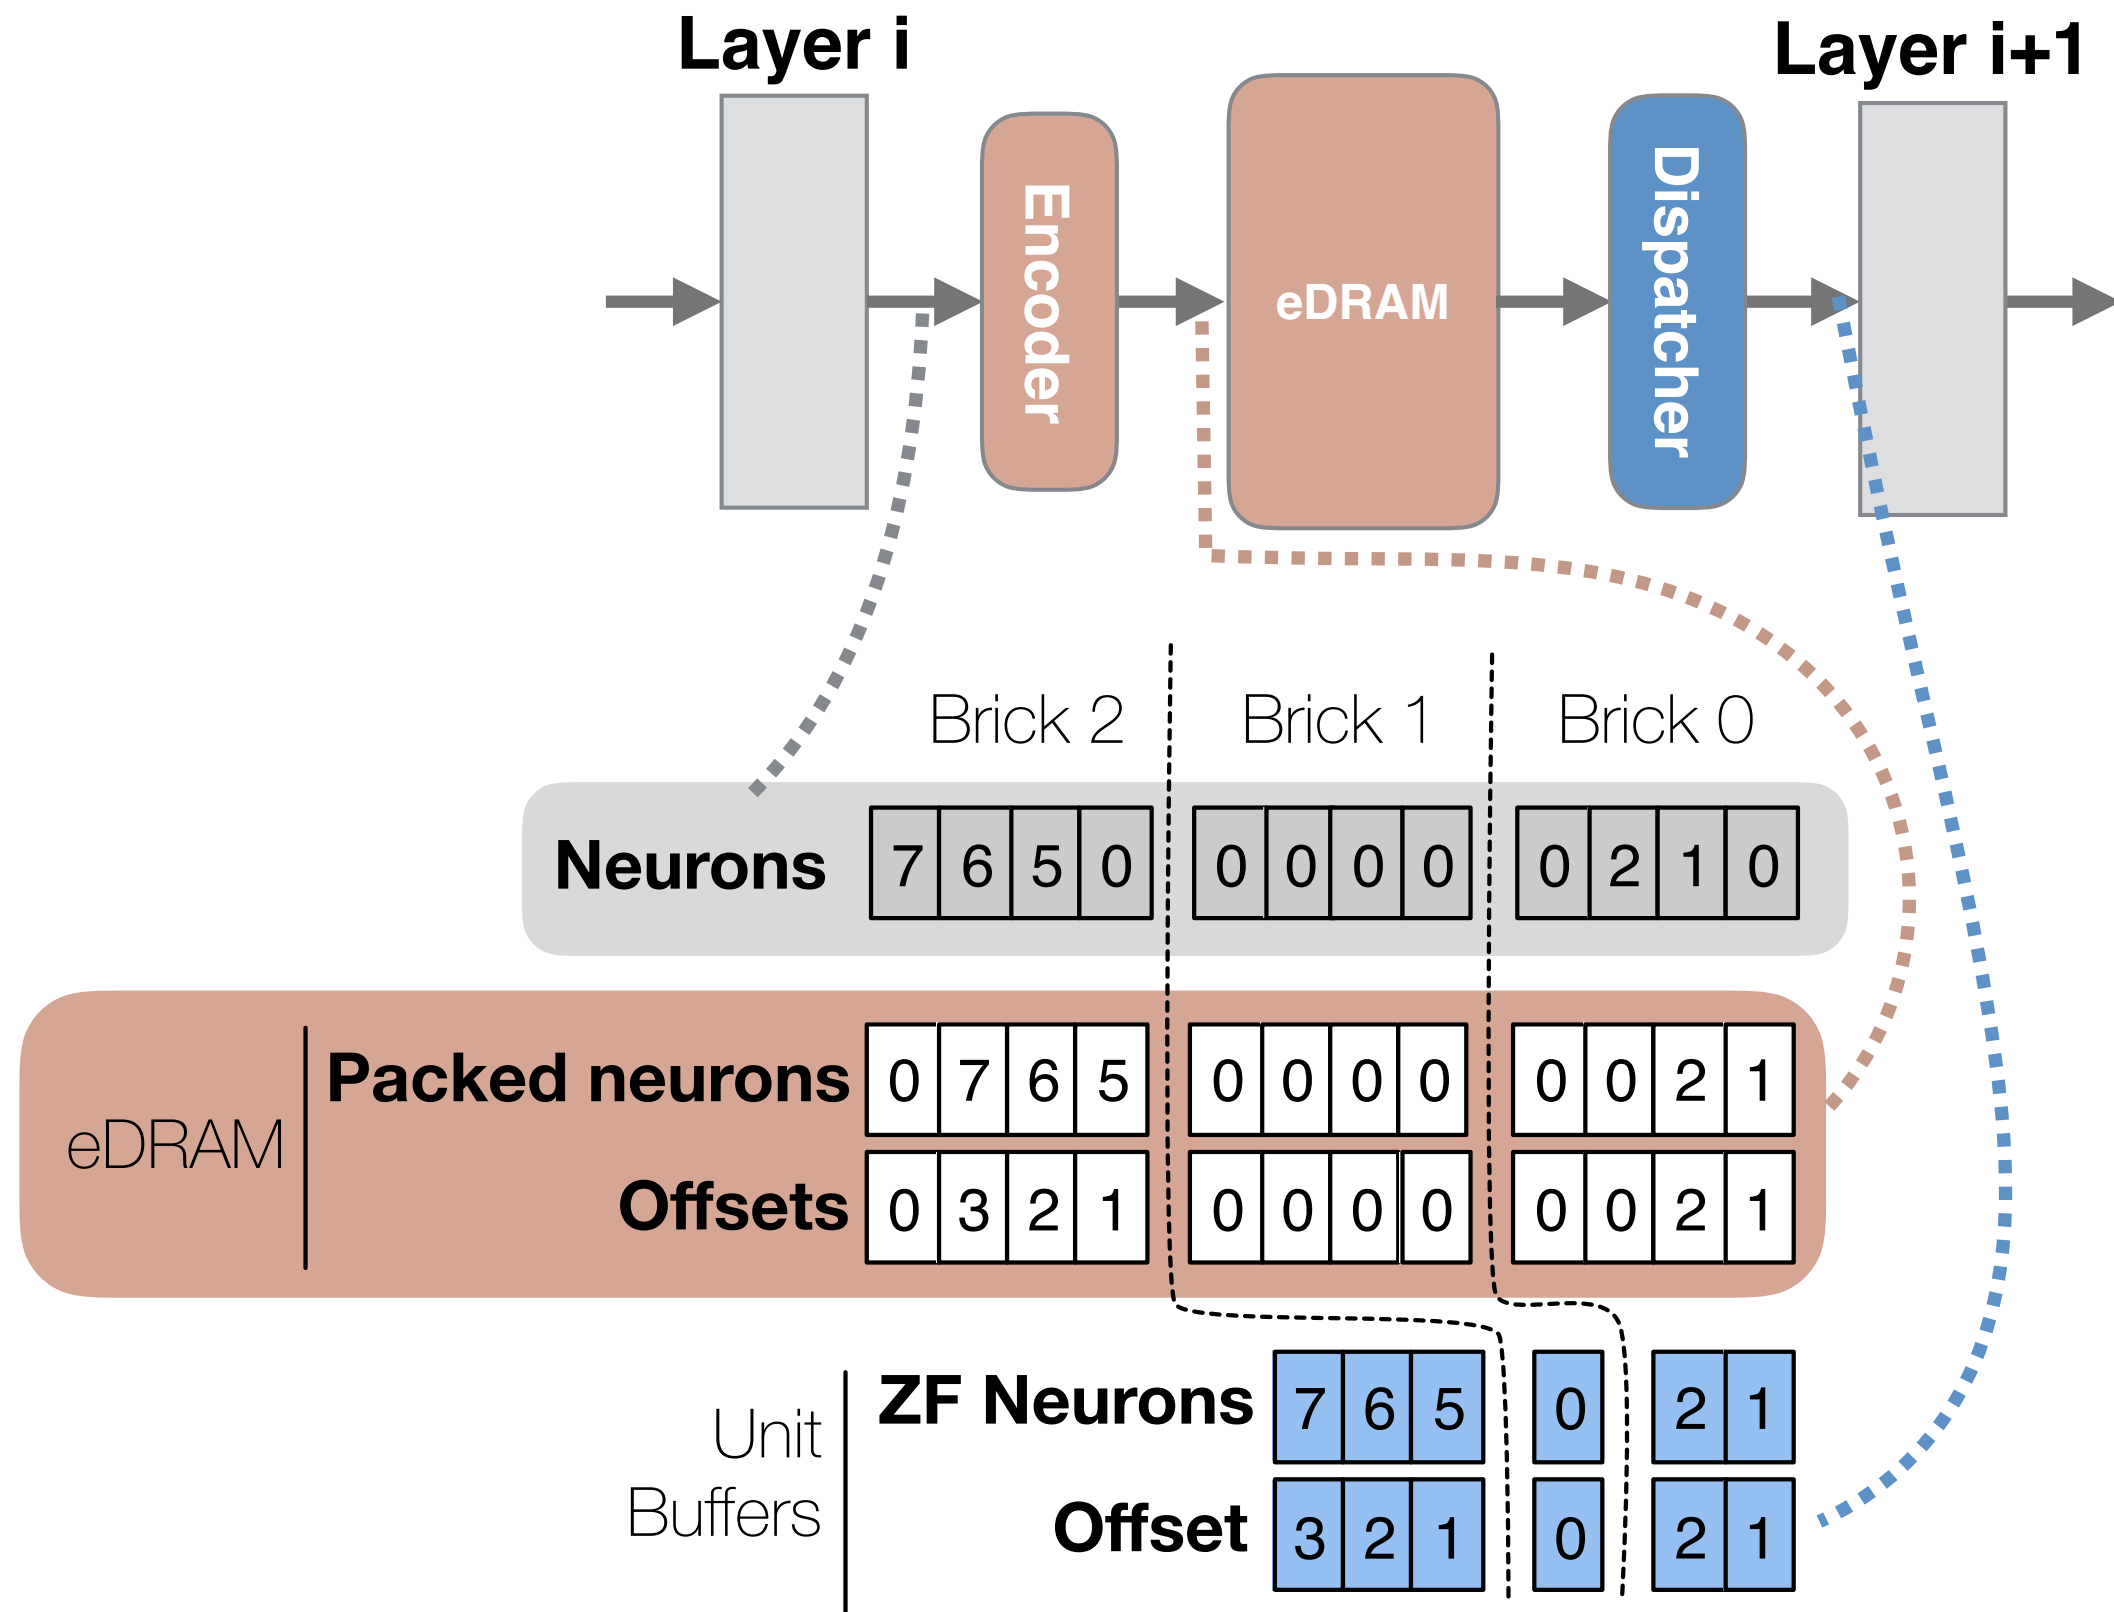 Layer i
Layer i+1
Encoder
eDRAM
Dispatcher
Brick 2 Brick 1 Brick 0
Neurons 7 6 5 0 0 0 0 0 0 2 1 0
Packed neurons 0 7 6 5 0 0 0 0 0 0 2 1
eDRAM
Offsets 0 3 2 1 0 0 0 0 0 0 2 1
ZF Neurons 7 6 5 0 2 1
Unit
Buffers
Offset 3 2 1 0 2 1